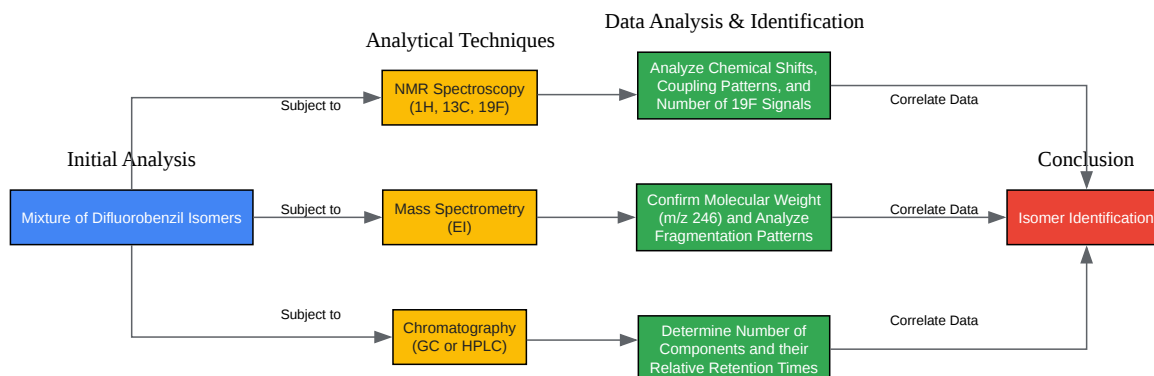 Data Analysis & Identification
Analytical Techniques
Analyze Chemical Shifts,
Coupling Patterns, and
Number of 19F Signals
NMR Spectroscopy
(1H, 13C, 19F)
Subject to
Correlate Data
Initial Analysis
Conclusion
Mixture of Difluorobenzil Isomers
Subject to
Mass Spectrometry
(EI)
Confirm Molecular Weight
(m/z 246) and Analyze
Fragmentation Patterns
Correlate Data
Isomer Identification
Subject to
Chromatography
(GC or HPLC)
Determine Number of
Components and their
Relative Retention Times
Correlate Data